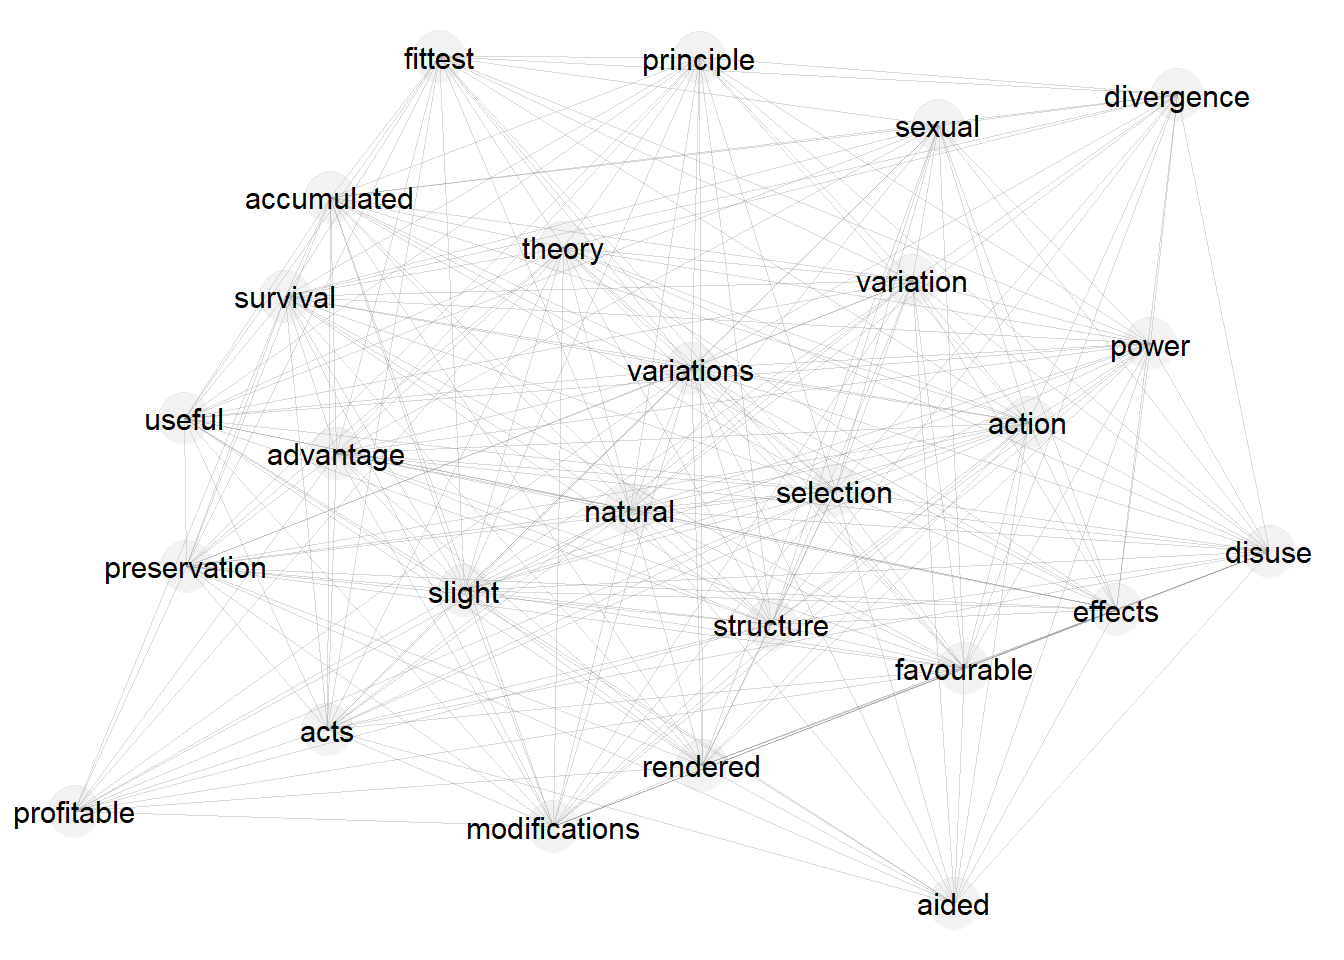 fittest
principle
divergence
sexual
accumulated
theory
variation
survival
power
variations
useful
action
advantage
selection
natural
disuse
preservation
slight
effects
structure
favourable
acts
rendered
profitable
modifications
aided